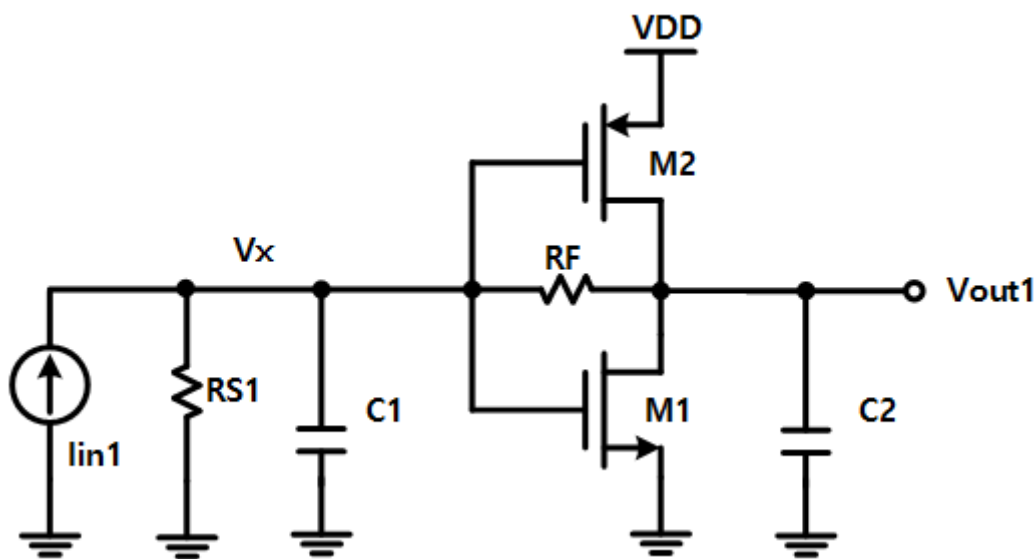 VDD
M2
Vx
RF
Vout1
RS1
C1
M1
C2
Iin1